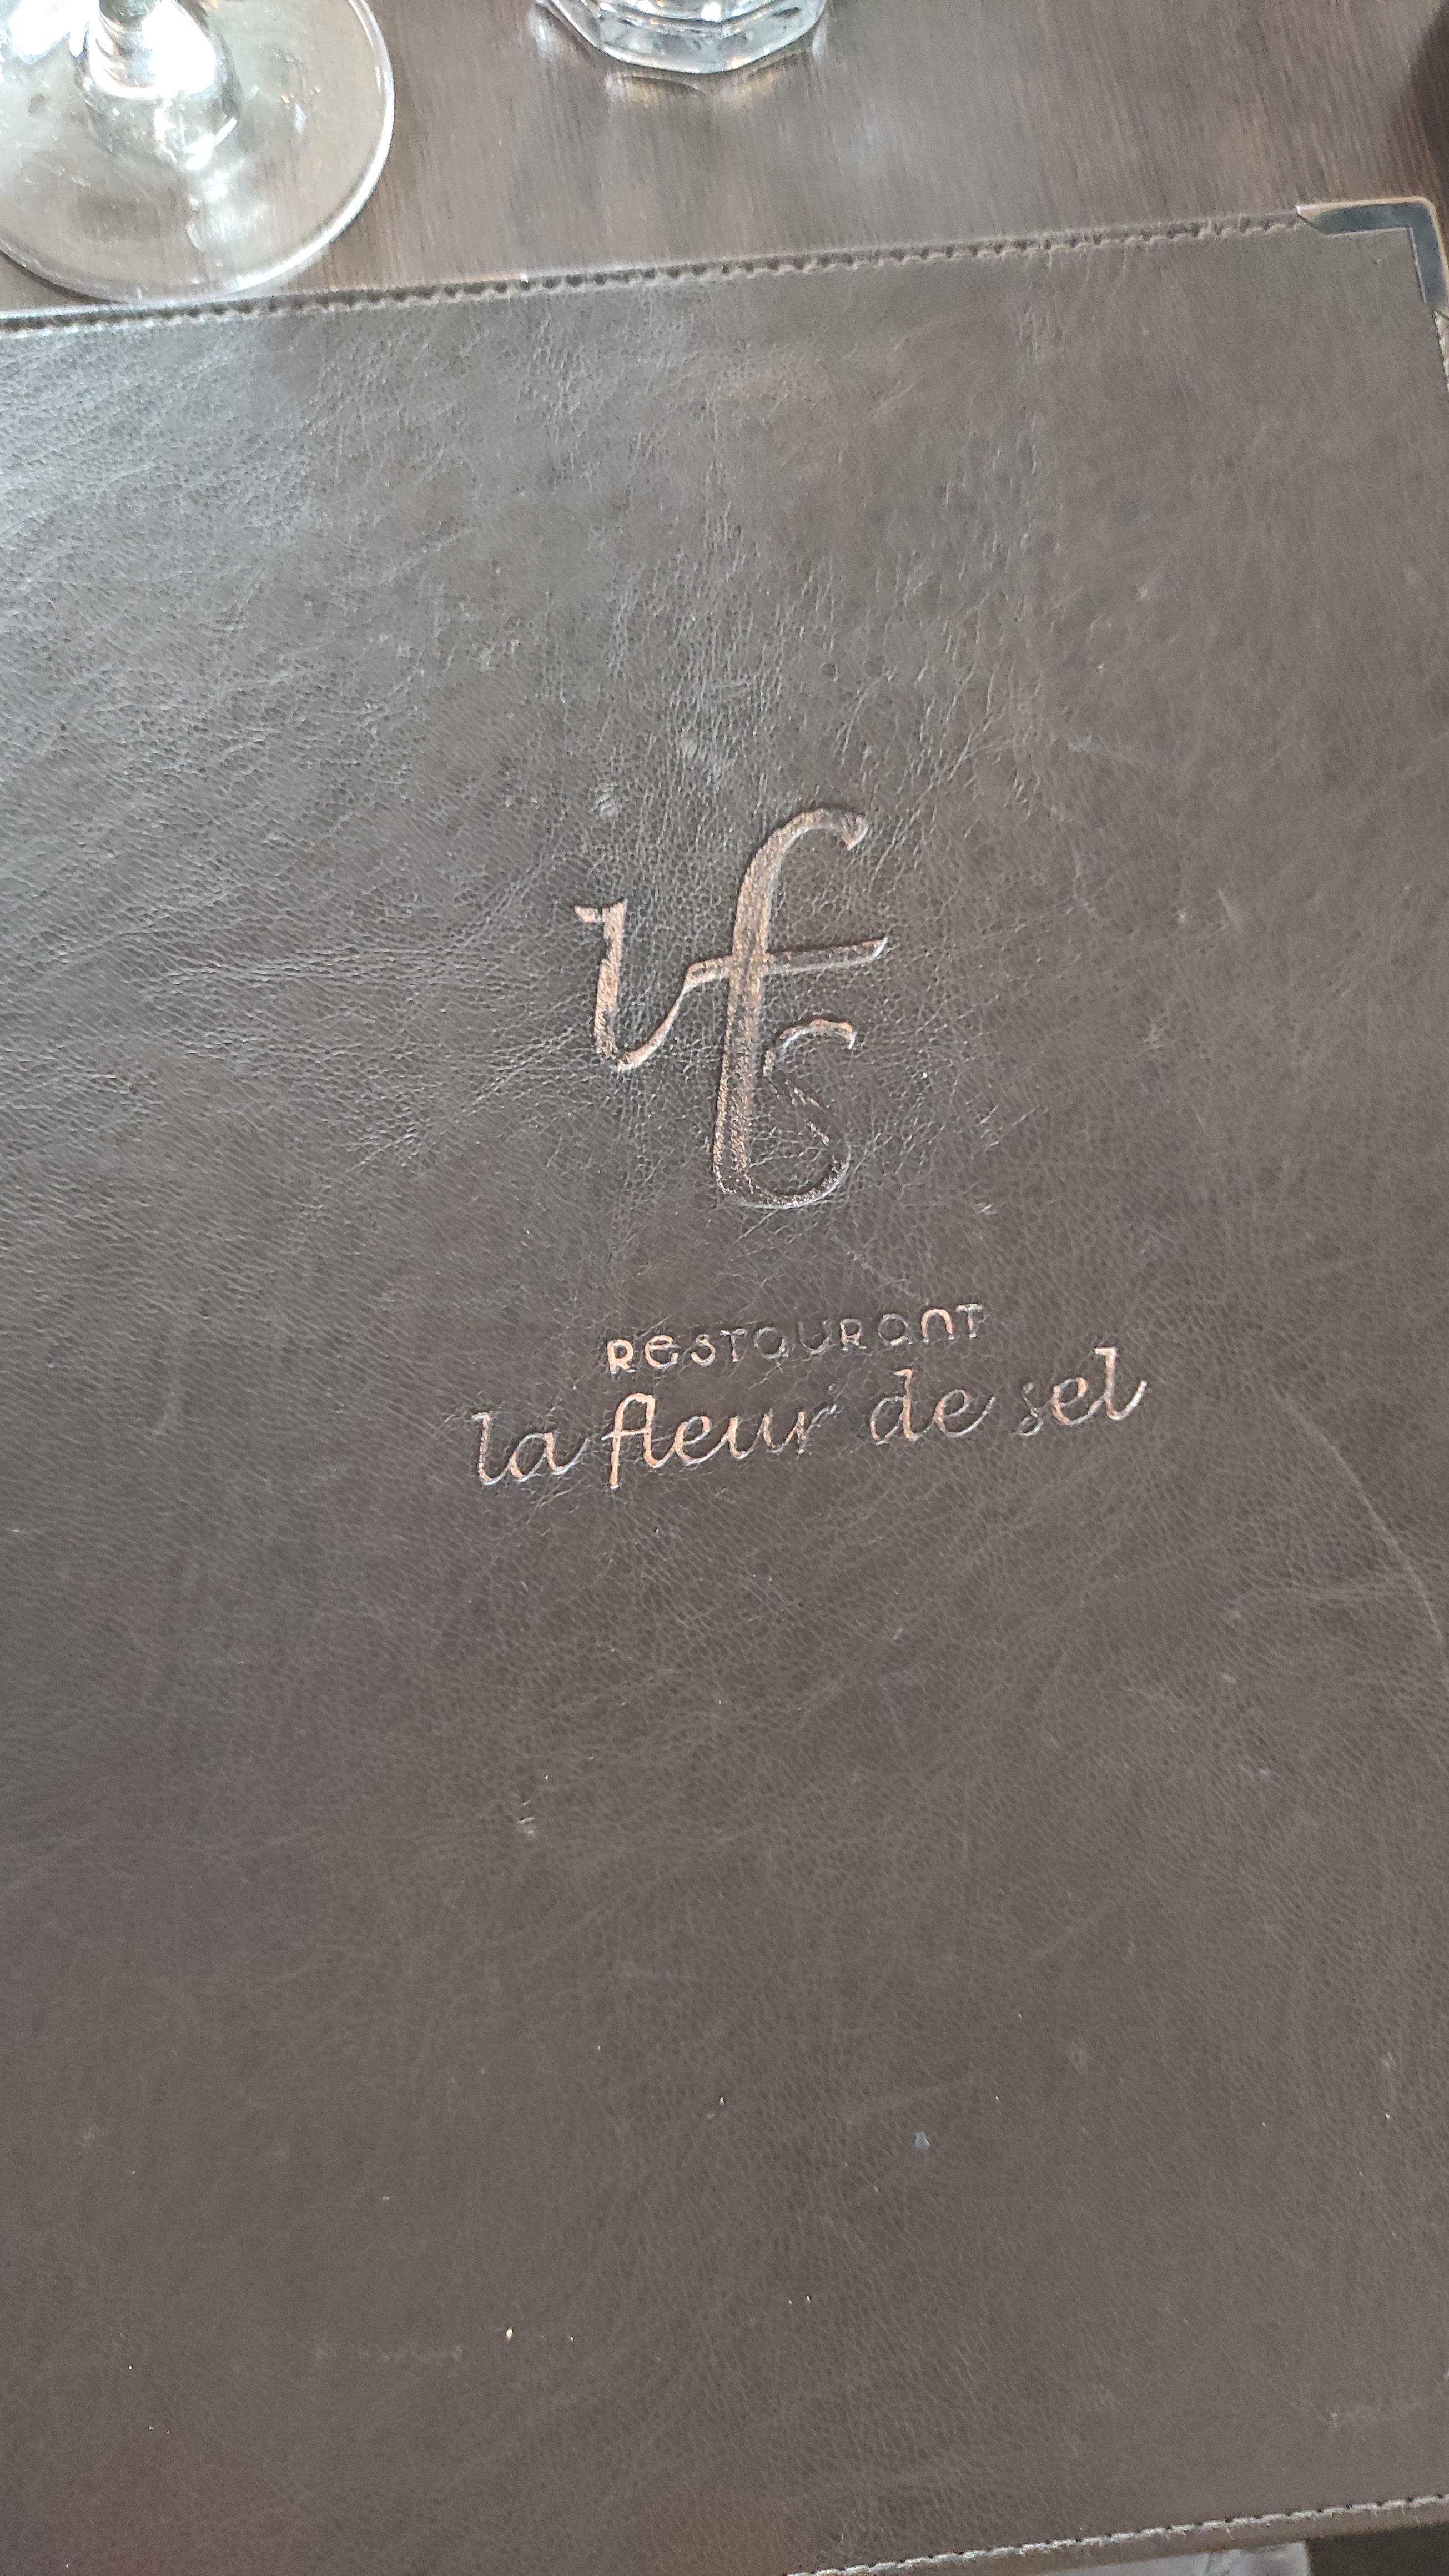 lfs
RESTAURANT
la fleur de sel